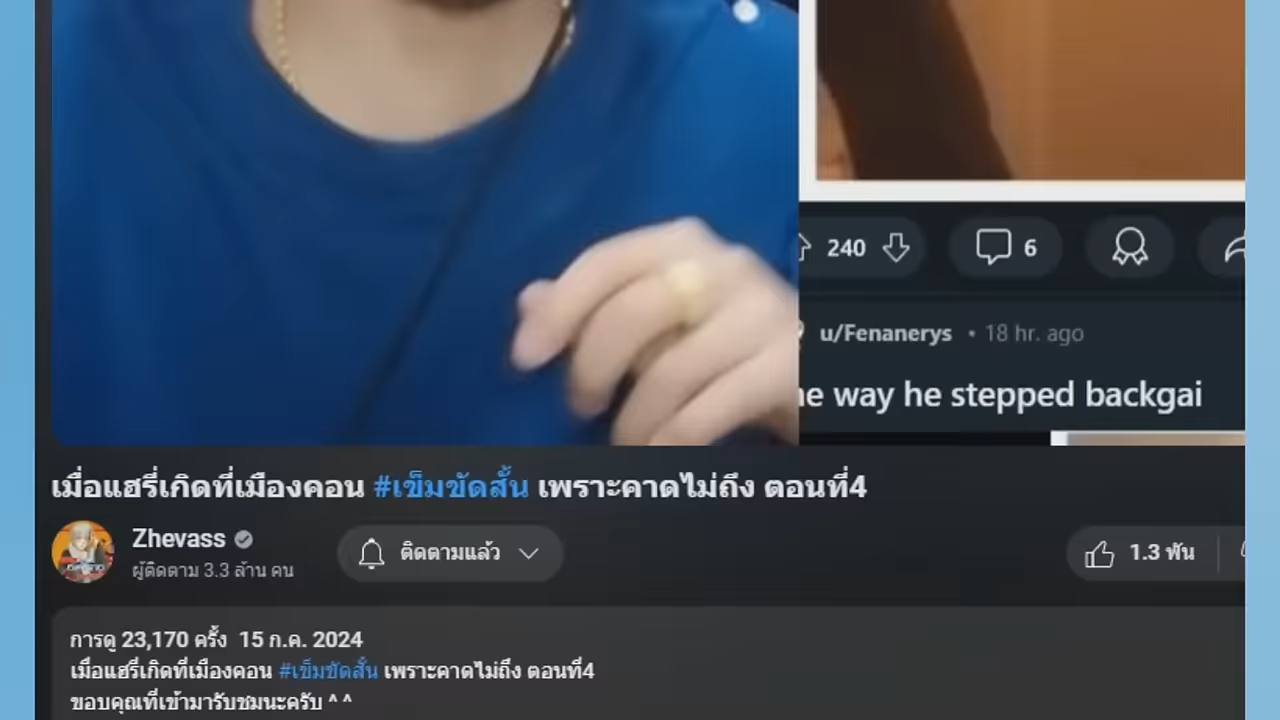 240
6
u/Fenanerys • 18 hr. ago
way he stepped backgai
เมื่อแฮรี่เกิดที่เมืองคอน #เข็มขัดสั้น เพราะคาดไม่ถึง ตอนที่4
Zhevass
ติดตามแล้ว
1.3 พัน
ผู้ติดตาม 3.3 ล้าน คน
การดู 23,170 ครั้ง 15 ก.ค. 2024
เมื่อแฮรี่เกิดที่เมืองคอน #เข็มขัดสั้น เพราะคาดไม่ถึง ตอนที่4
ขอบคุณที่เข้ามารับชมนะครับ ^ ^